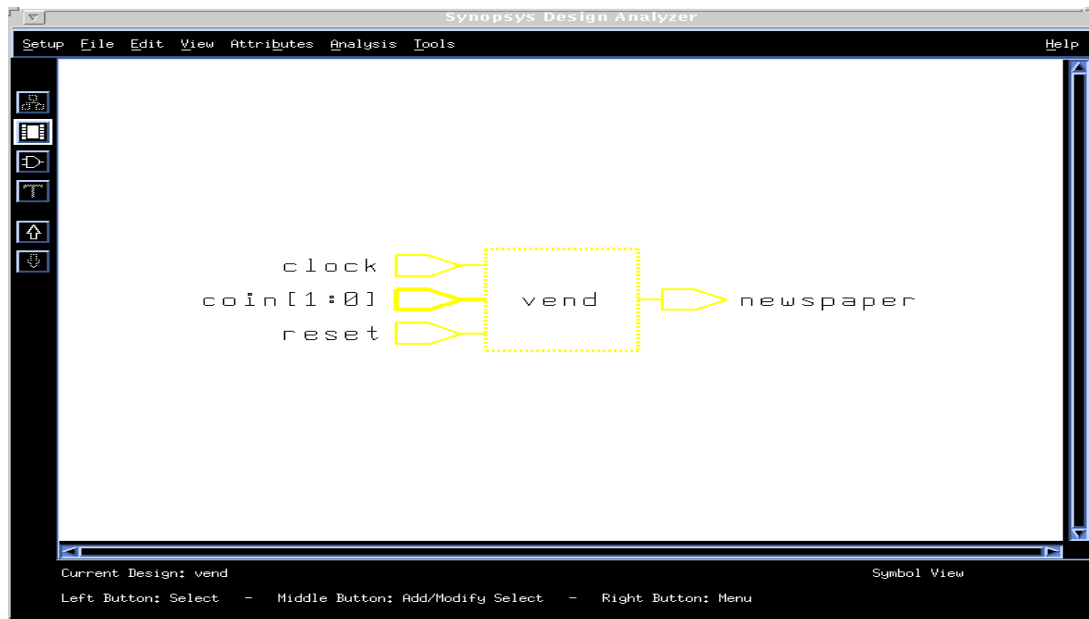 Synopsys Design Analyzer
Setup File Edit View Attributes Analysis Tools Help
clock
coin[1:0] vend newspaper
reset
Current Design: vend Symbol View
Left Button: Select - Middle Button: Add/Modify Select - Right Button: Menu